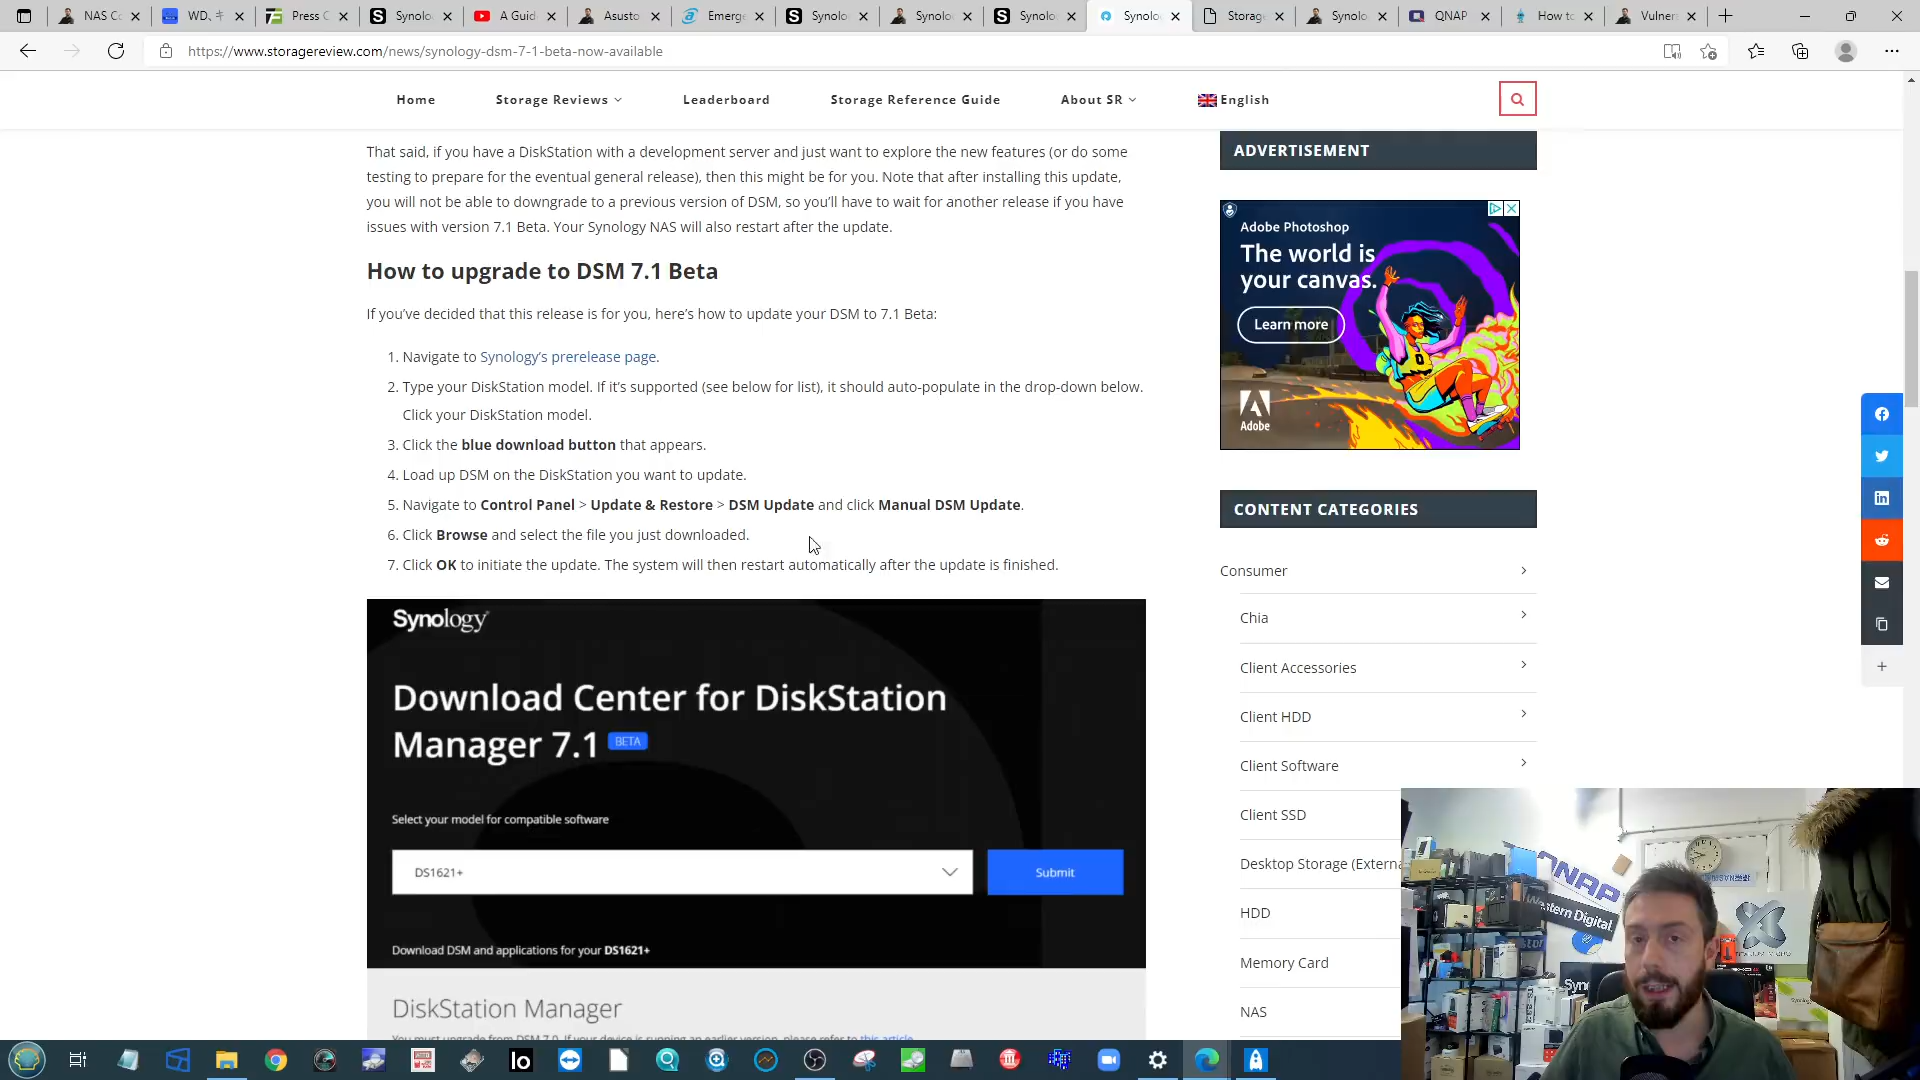 NAS Co
WD、キ
Press C
Synolo
A Guid
Asusto
Emerge
Synolo
Synolo
Synolo
Synolo
Storage
Synolo
QNAP
How to
Vulner
https://www.storagereview.com/news/synology-dsm-7-1-beta-now-available
Home
Storage Reviews
Leaderboard
Storage Reference Guide
About SR
English
That said, if you have a DiskStation with a development server and just want to explore the new features (or do some
testing to prepare for the eventual general release), then this might be for you. Note that after installing this update,
you will not be able to downgrade to a previous version of DSM, so you'll have to wait for another release if you have
issues with version 7.1 Beta. Your Synology NAS will also restart after the update.
How to upgrade to DSM 7.1 Beta
If you've decided that this release is for you, here's how to update your DSM to 7.1 Beta:
1. Navigate to Synology's prerelease page.
2. Type your DiskStation model. If it's supported (see below for list), it should auto-populate in the drop-down below.
Click your DiskStation model.
3. Click the blue download button that appears.
4. Load up DSM on the DiskStation you want to update.
5. Navigate to Control Panel > Update & Restore > DSM Update and click Manual DSM Update.
6. Click Browse and select the file you just downloaded.
7. Click OK to initiate the update. The system will then restart automatically after the update is finished.
Synology
Download Center for DiskStation
Manager 7.1 BETA
Select your model for compatible software
DS1621+
Submit
Download DSM and applications for your DS1621+
DiskStation Manager
You must upgrade from DSM 7.0. If your device is running an earlier version, please refer to this article.
ADVERTISEMENT
Adobe Photoshop
The world is
your canvas.
Learn more
Adobe
CONTENT CATEGORIES
Consumer
Chia
Client Accessories
Client HDD
Client Software
Client SSD
Desktop Storage (Externa
HDD
Memory Card
NAS
QNAP
Western Digital